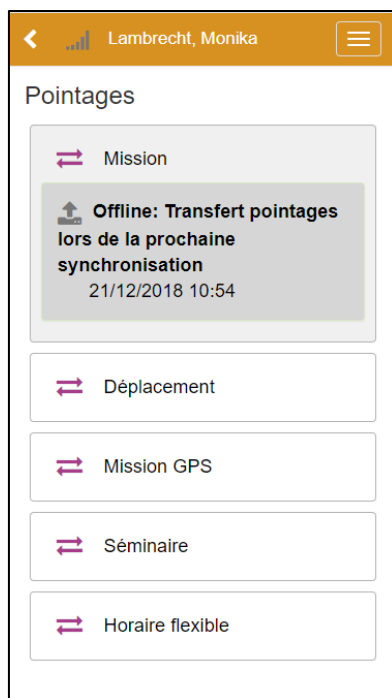 Lambrecht, Monika
Pointages
Mission
Offline: Transfert pointages
lors de la prochaine
synchronisation
21/12/2018 10:54
Déplacement
Mission GPS
Séminaire
Horaire flexible